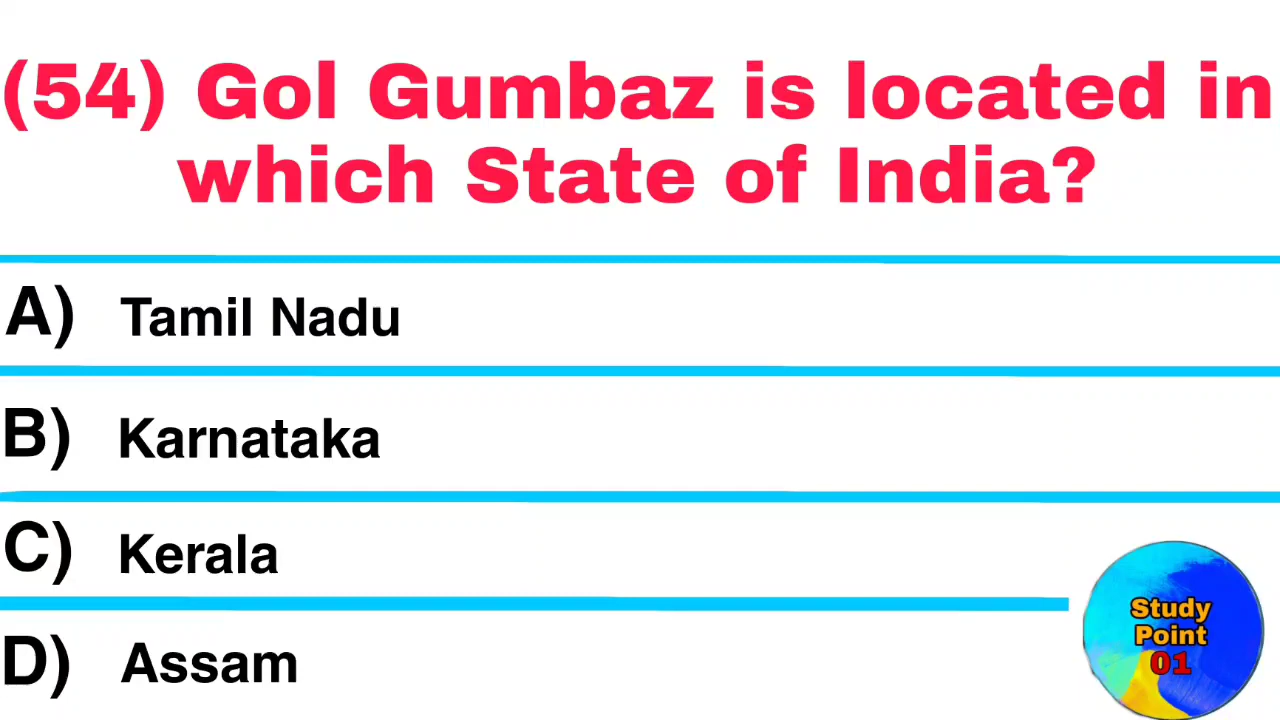 (54) Gol Gumbaz is located in
which State of India?
A) Tamil Nadu
B) Karnataka
C) Kerala
D) Assam
Study
Point
01